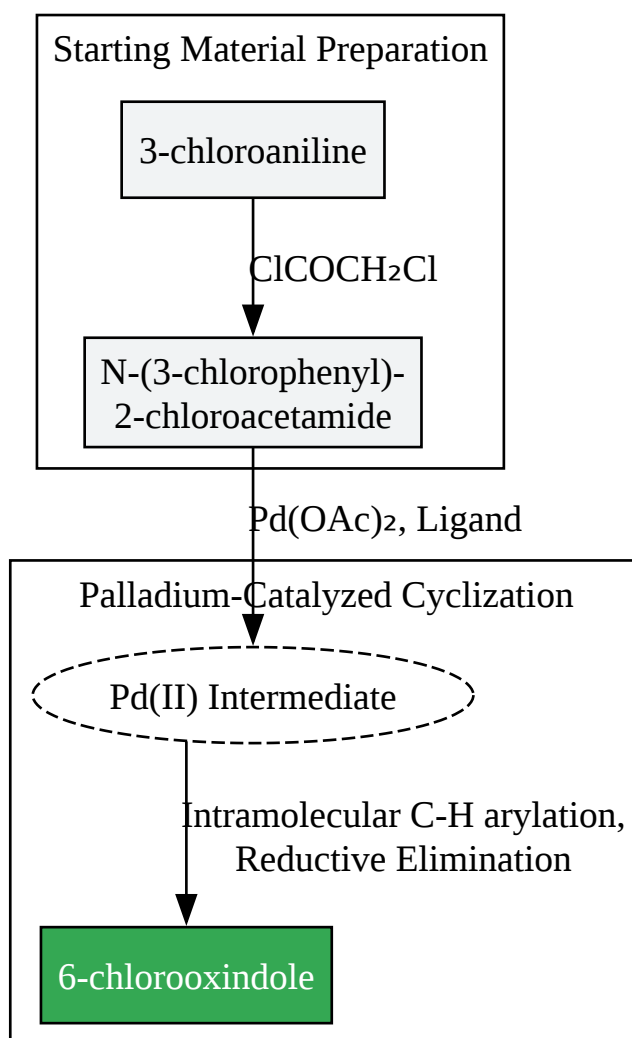 Starting Material Preparation
3-chloroaniline
ClCOCH₂Cl
N-(3-chlorophenyl)-
2-chloroacetamide
Pd(OAc)₂, Ligand
Palladium-Catalyzed Cyclization
Pd(II) Intermediate
Intramolecular C-H arylation,
Reductive Elimination
6-chlorooxindole